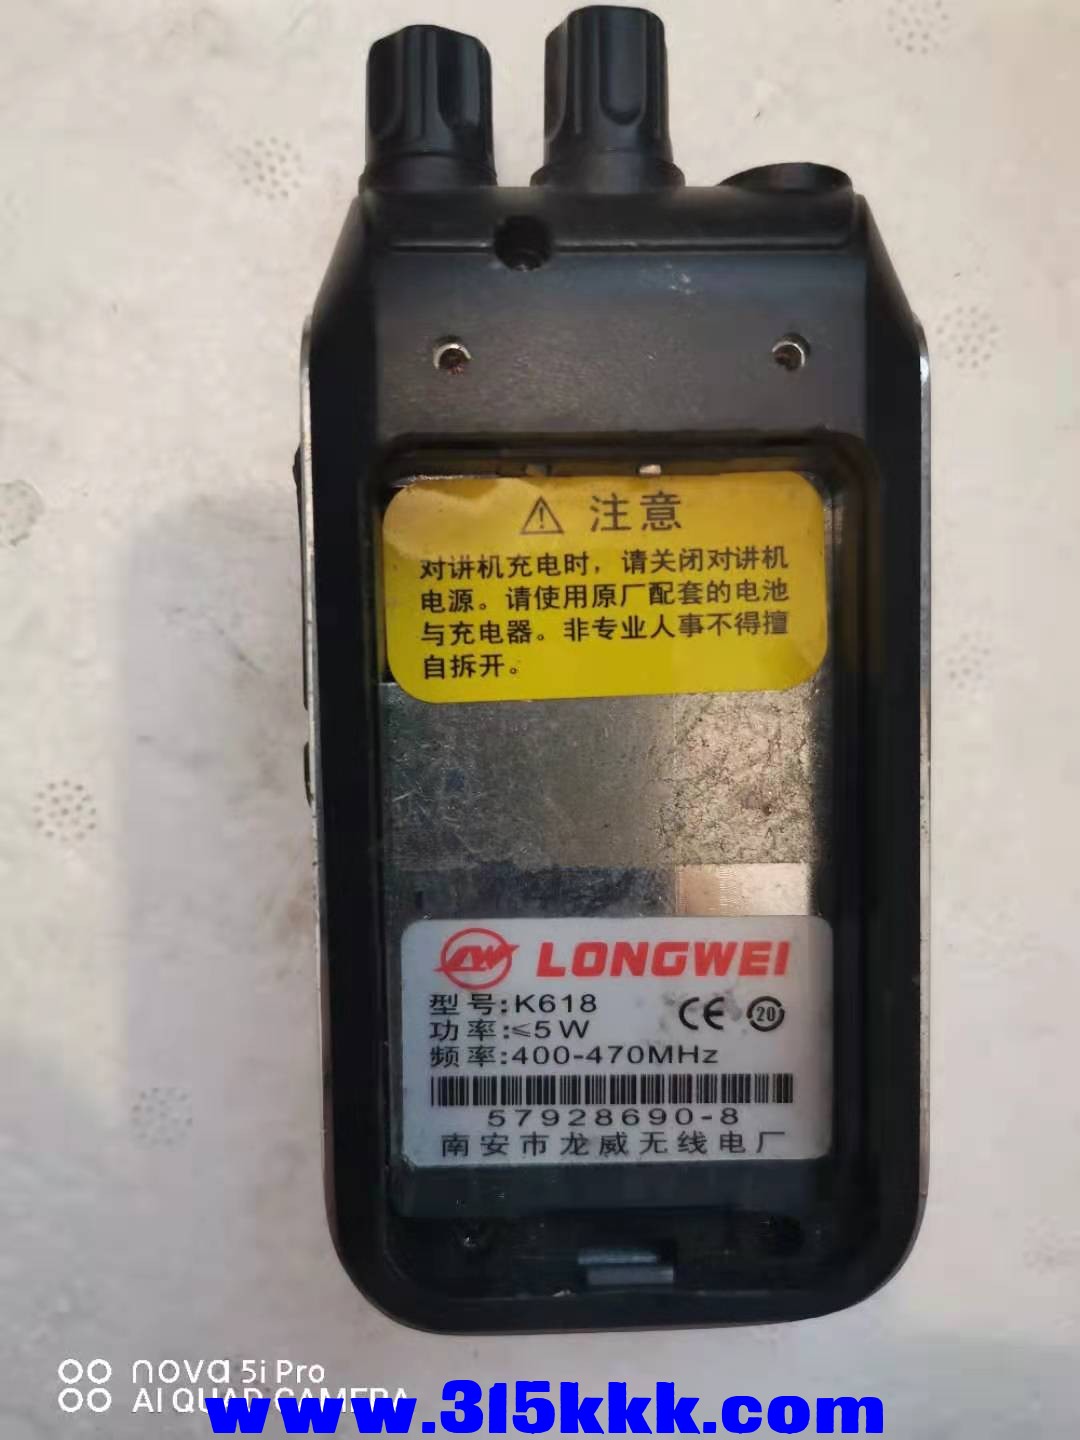 注意
对讲机充电时，请关闭对讲机
电源。请使用原厂配套的电池
与充电器。非专业人事不得擅
自拆开。
LW LONGWEI
型号:K618
功率:≤5W
CE 20
频率:400-470MHz
57928690-8
南安市龙威无线电厂
nova 5i Pro
AI QUAD CAMERA
www.315kkk.com